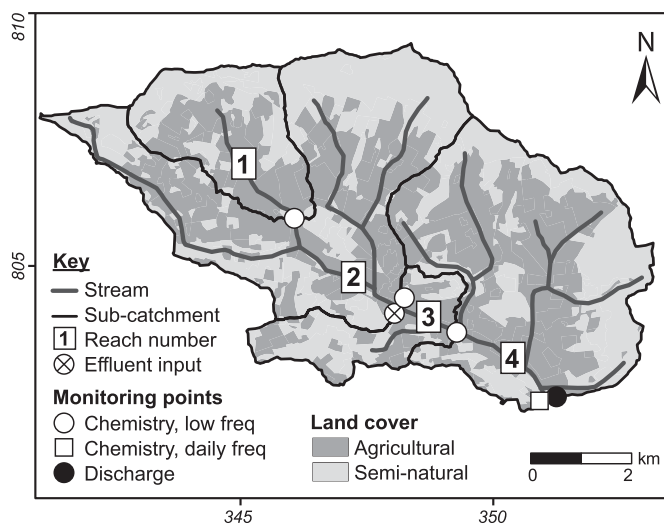 810
N
1
805
Key
Stream
Sub-catchment
1 Reach number
Effluent input
2
3
4
Monitoring points
Chemistry, low freq
Chemistry, daily freq
Discharge
Land cover
Agricultural
Semi-natural
km
0 2
345 350